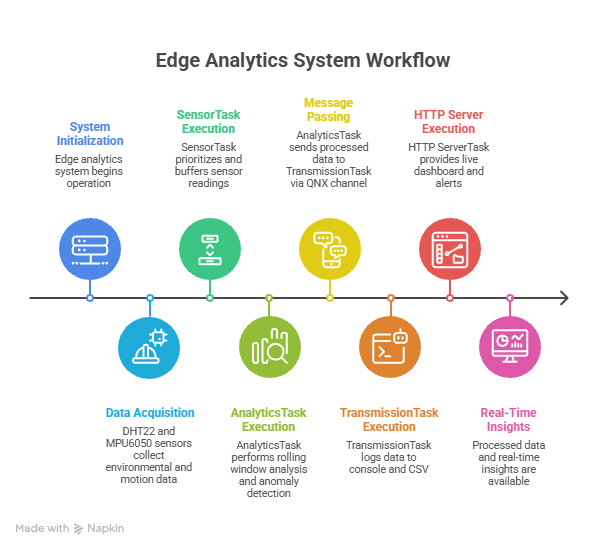 Edge Analytics System Workflow
System
Initialization
Edge analytics
system begins
operation
Data Acquisition
DHT22 and
MPU6050 sensors
collect
environmental and
motion data
SensorTask
Execution
SensorTask
prioritizes and
buffers sensor
readings
AnalyticsTask
Execution
AnalyticsTask
performs rolling
window analysis
and anomaly
detection
Message
Passing
AnalyticsTask
sends processed
data to
TransmissionTask
via QNX channel
TransmissionTask
Execution
TransmissionTask
logs data to
console and CSV
HTTP Server
Execution
HTTP ServerTask
provides live
dashboard and
alerts
Real-Time
Insights
Processed data
and real-time
insights are
available
Made with Napkin